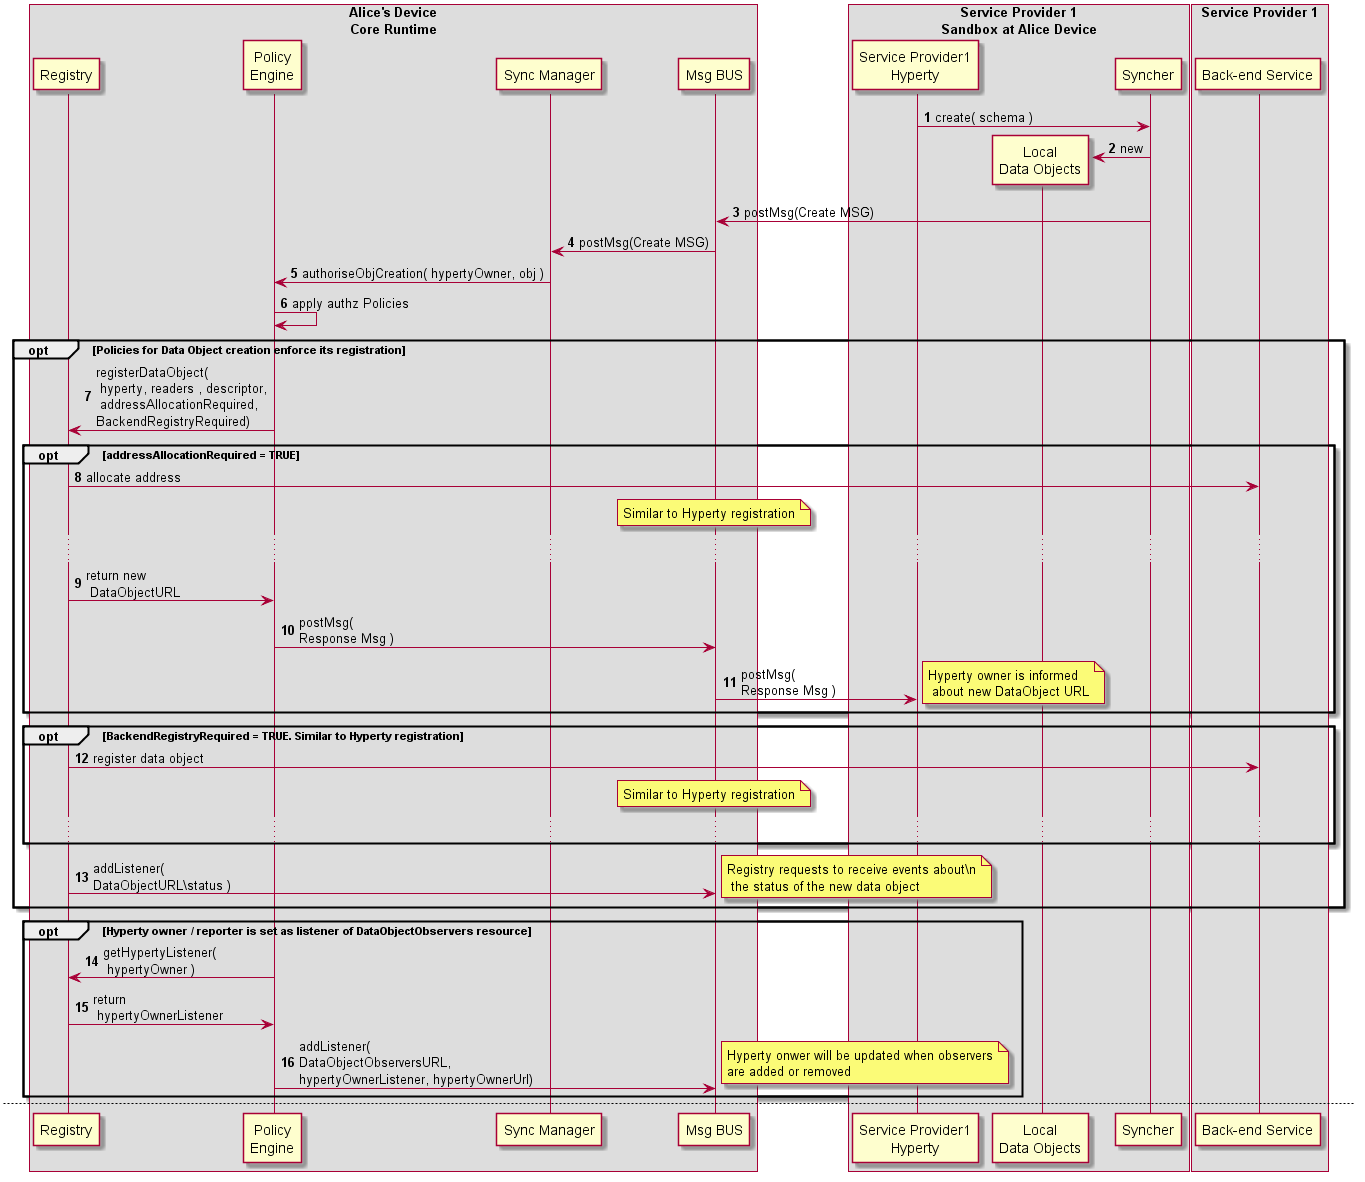 Alice's Device
Core Runtime
Service Provider 1
Sandbox at Alice Device
Service Provider 1
Registry
Policy
Engine
Sync Manager
Msg BUS
Service Provider1
Hyperty
Syncher
Back-end Service
1 create( schema )
Local
Data Objects
2 new
3 postMsg(Create MSG)
4 postMsg(Create MSG)
5 authoriseObjCreation( hypertyOwner, obj )
6 apply authz Policies
opt [Policies for Data Object creation enforce its registration]
7 registerDataObject(
hyperty, readers , descriptor,
addressAllocationRequired,
BackendRegistryRequired)
opt [addressAllocationRequired = TRUE]
8 allocate address
Similar to Hyperty registration
9 return new
DataObjectURL
10 postMsg(
Response Msg )
11 postMsg(
Response Msg )
Hyperty owner is informed
about new DataObject URL
opt [BackendRegistryRequired = TRUE. Similar to Hyperty registration]
12 register data object
Similar to Hyperty registration
13 addListener(
DataObjectURL\status )
Registry requests to receive events about\n
the status of the new data object
opt [Hyperty owner / reporter is set as listener of DataObjectObservers resource]
14 getHypertyListener(
hypertyOwner )
15 return
hypertyOwnerListener
16 addListener(
DataObjectObserversURL,
hypertyOwnerListener, hypertyOwnerUrl)
Hyperty onwer will be updated when observers
are added or removed
Registry
Policy
Engine
Sync Manager
Msg BUS
Service Provider1
Hyperty
Local
Data Objects
Syncher
Back-end Service